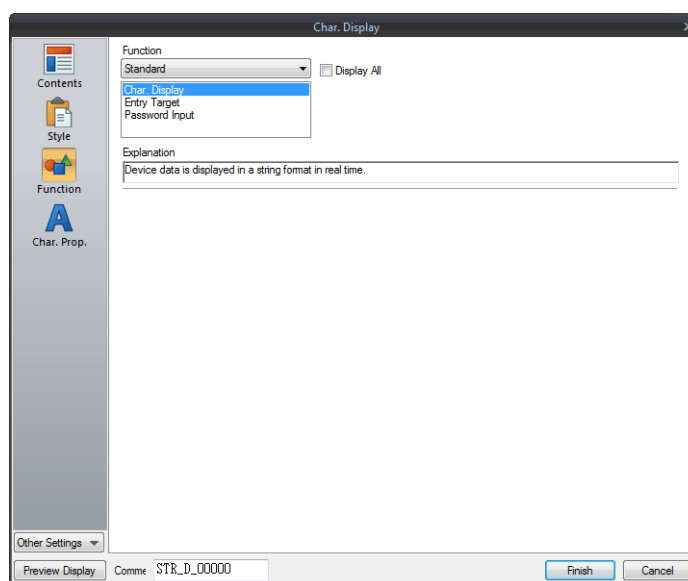 Char. Display
Contents
Style
Function
Char. Prop.
Function
Standard
Display All
Char. Display
Entry Target
Password Input
Explanation
Device data is displayed in a string format in real time.
Other Settings
Preview Display
Comme
STR_D_00000
Finish
Cancel